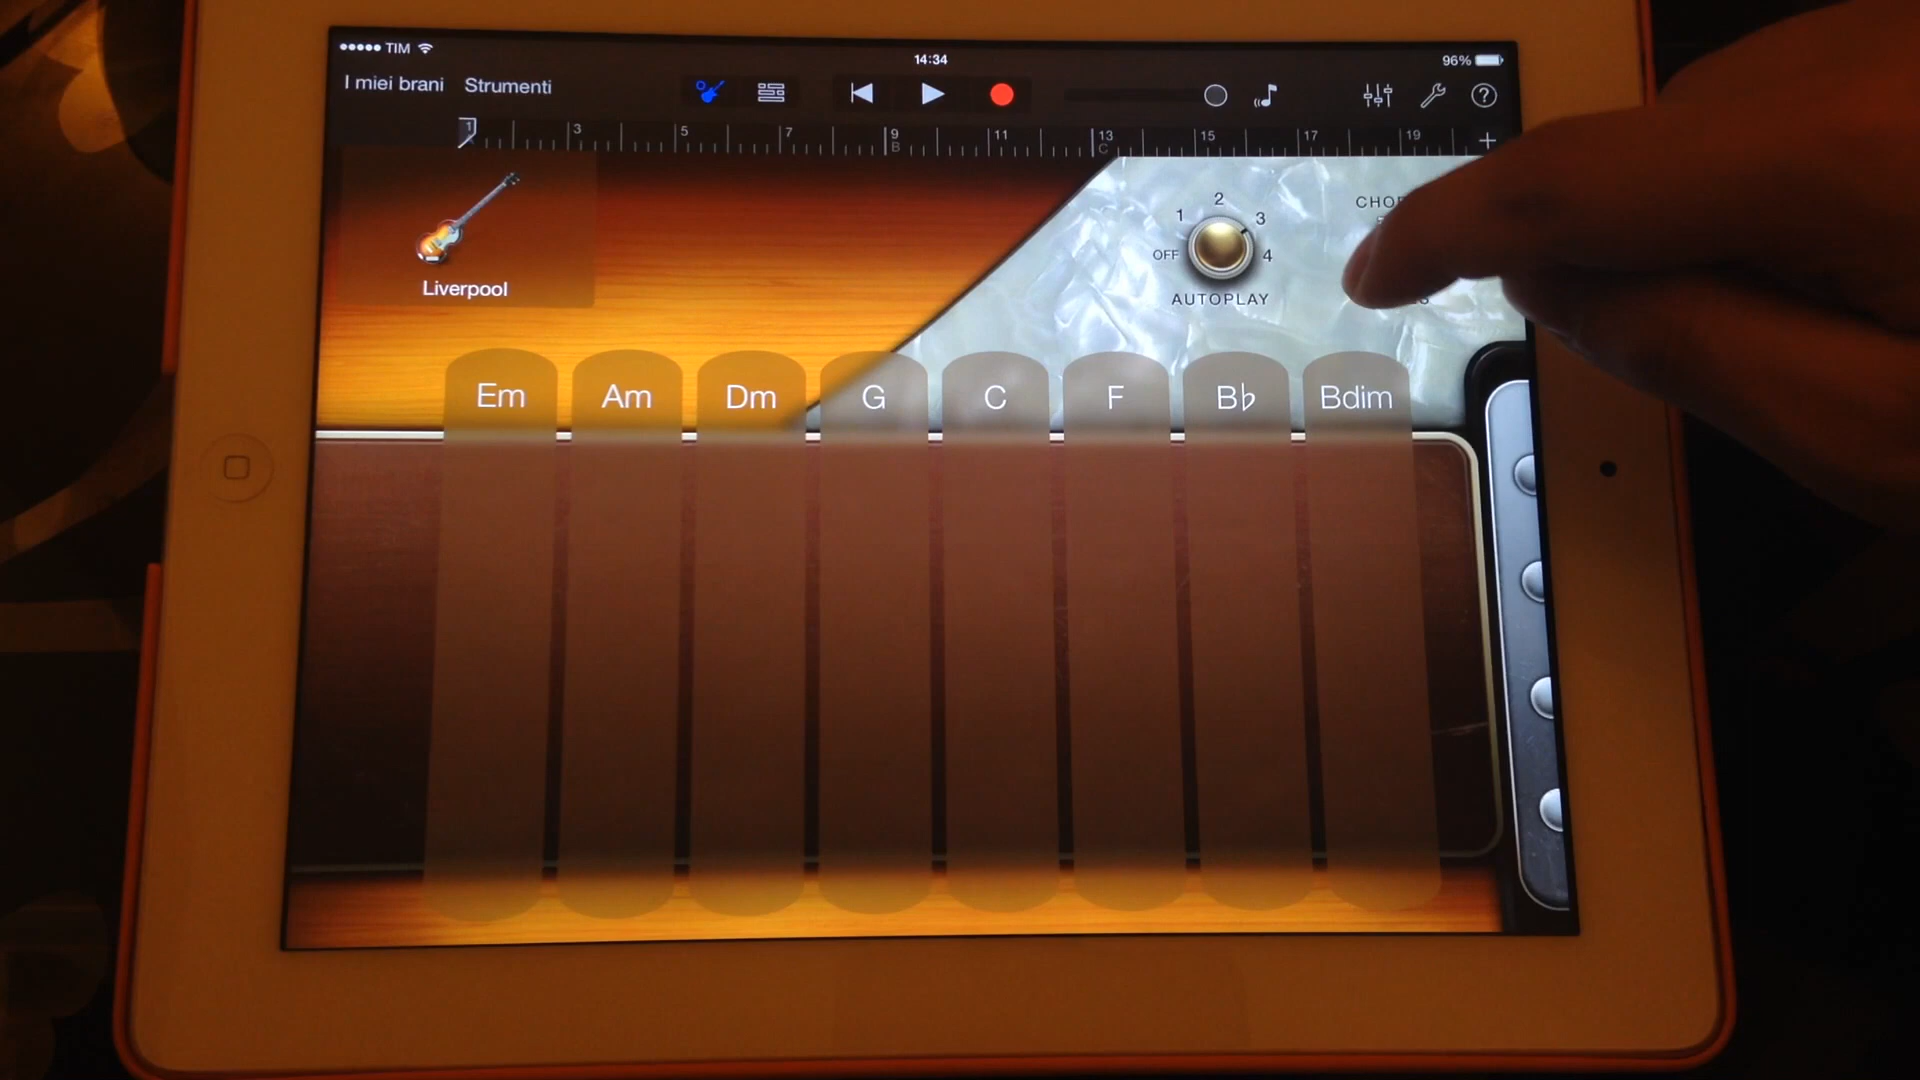 TIM
14:34
96%
I miei brani Strumenti
?
1 3 5 7 9 11 13 15 17 19 +
A B C
Liverpool
OFF 1 2 3 4
AUTOPLAY
Em Am Dm G C F B♭ Bdim